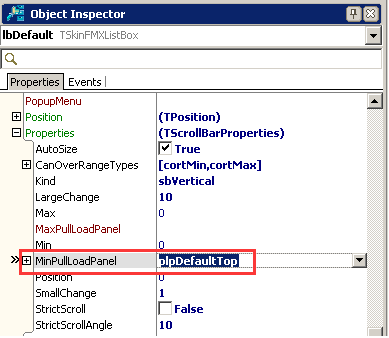 Object Inspector
lbDefault TSkinFMXListBox
Properties Events
PopupMenu
Position (TPosition)
Properties (TScrollBarProperties)
AutoSize True
CanOverRangeTypes [cortMin,cortMax]
Kind sbVertical
LargeChange 10
Max 0
MaxPullLoadPanel
Min 0
MinPullLoadPanel plpDefaultTop
Position 0
SmallChange 1
StrictScroll False
StrictScrollAngle 10